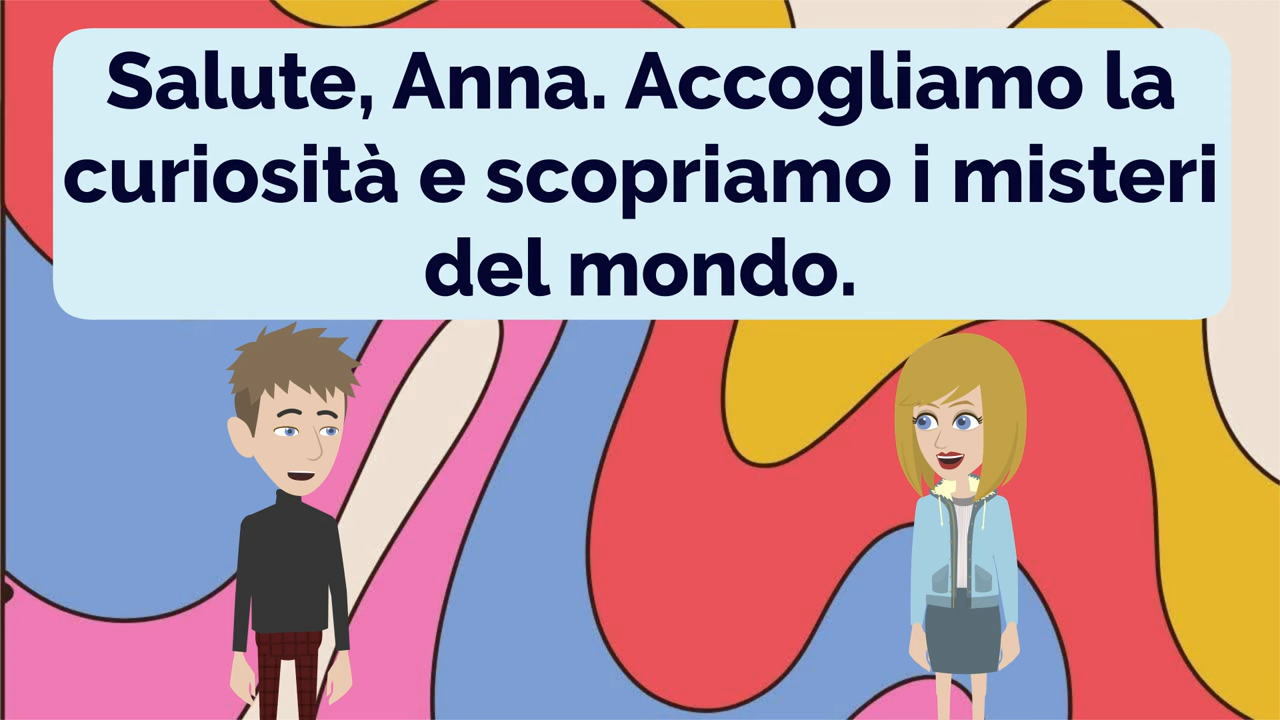 Salute, Anna. Accogliamo la
curiosità e scopriamo i misteri
del mondo.